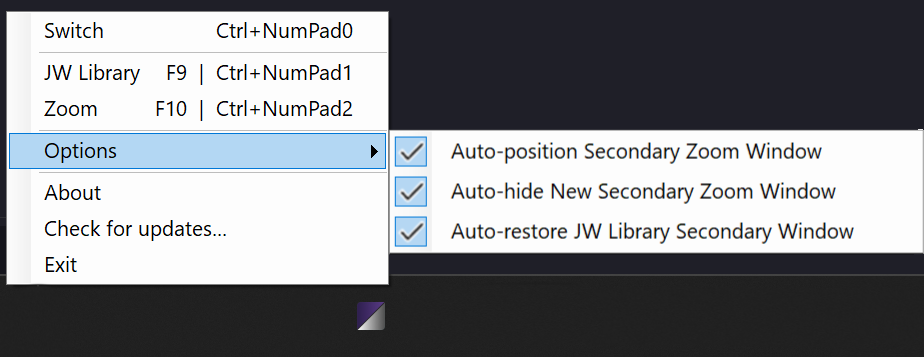 Switch Ctrl+NumPad0
JW Library F9 | Ctrl+NumPad1
Zoom F10 | Ctrl+NumPad2
Options
Auto-position Secondary Zoom Window
Auto-hide New Secondary Zoom Window
Auto-restore JW Library Secondary Window
About
Check for updates...
Exit